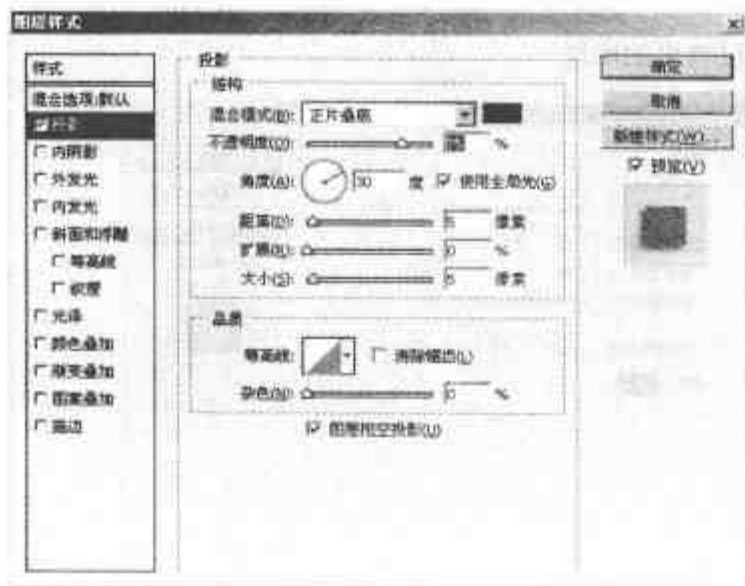 图层样式
样式
混合选项:默认
投影
内阴影
外发光
内发光
斜面和浮雕
等高线
纹理
光泽
颜色叠加
渐变叠加
图案叠加
描边
投影
结构
混合模式(B): 正片叠底
不透明度(O): 75 %
角度(A): 30 度 使用全局光(G)
距离(D): 5 像素
扩展(R): 0 %
大小(S): 5 像素
品质
等高线: 消除锯齿(L)
杂色(N): 0 %
图层挖空投影(U)
确定
取消
新建样式(W)...
预览(V)